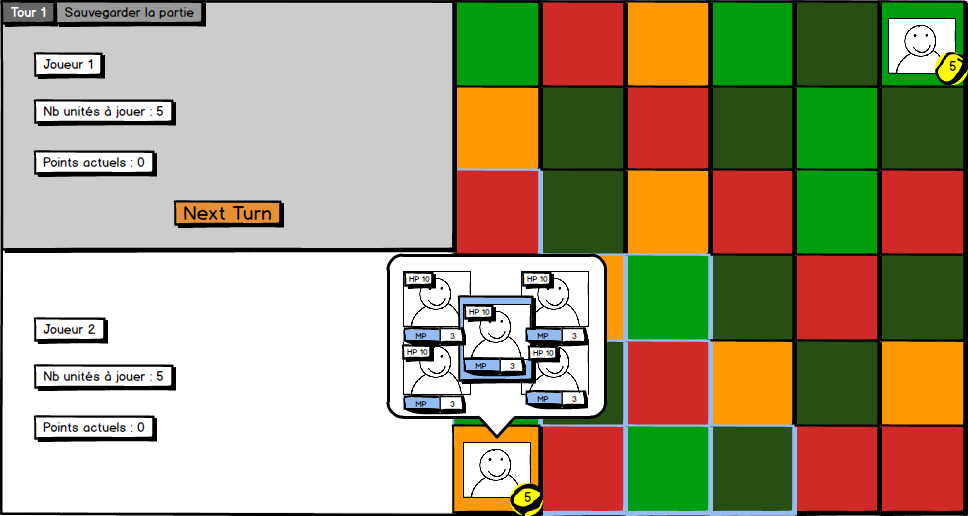 Tour 1
Sauvegarder la partie
Joueur 1
Nb unités à jouer : 5
Points actuels : 0
Next Turn
5
Joueur 2
Nb unités à jouer : 5
Points actuels : 0
HP 10
MP 3
HP 10
MP 3
HP 10
MP 3
HP 10
MP 3
HP 10
MP 3
5